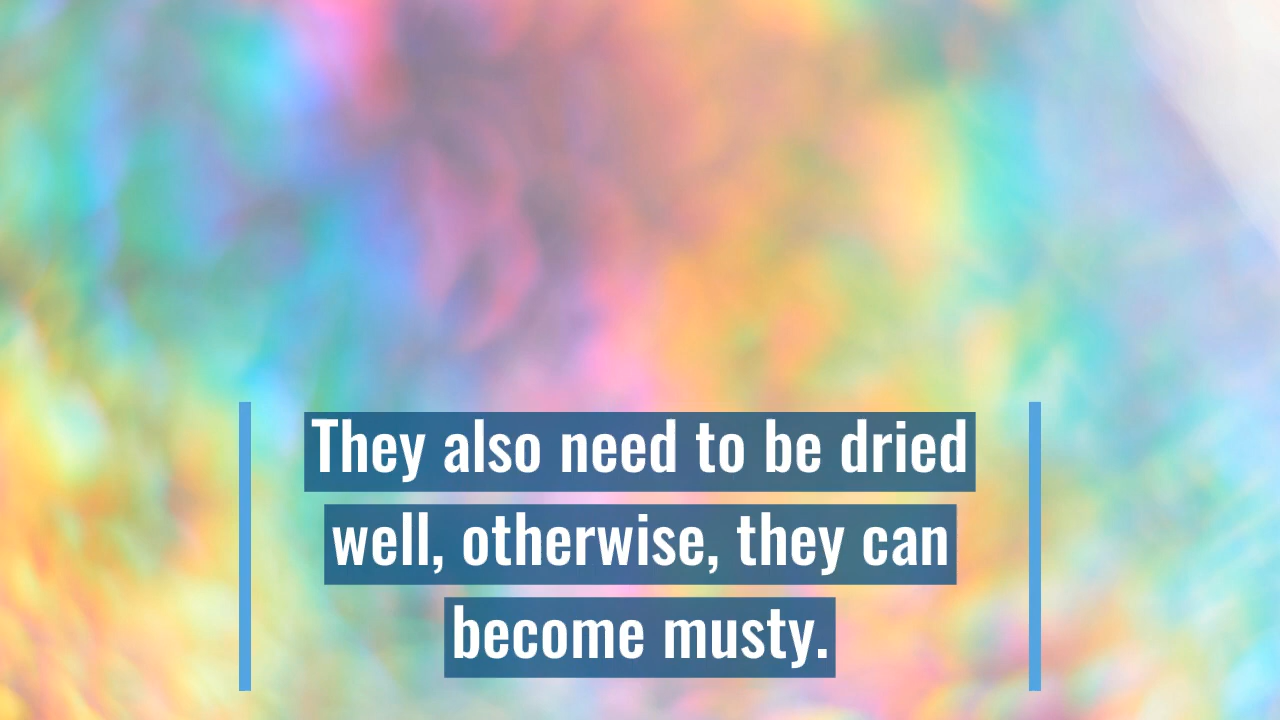 They also need to be dried
well, otherwise, they can
become musty.